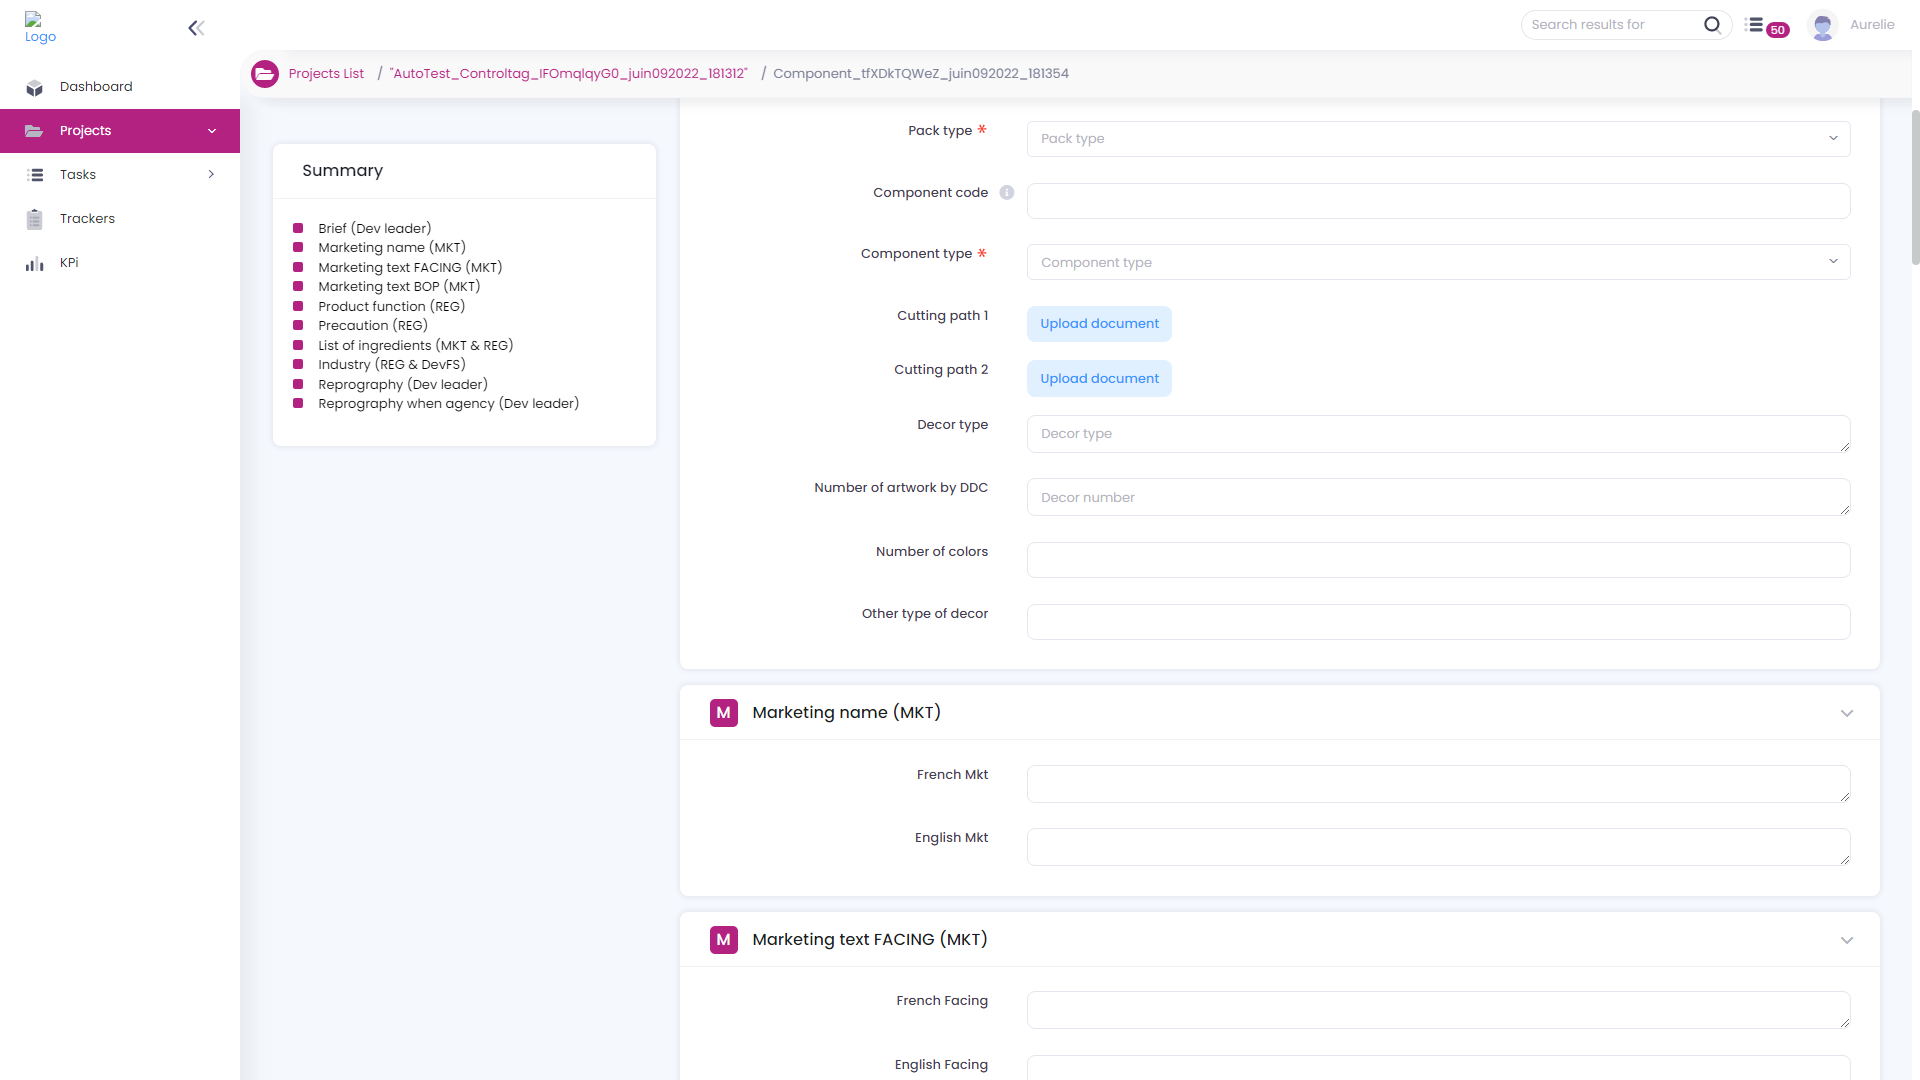 Logo
Search results for
50
Aurelie
Dashboard
Projects
Tasks
Trackers
KPi
Projects List / "AutoTest_Controltag_IFOmqlqyG0_juin092022_181312" / Component_tfXDkTQWeZ_juin092022_181354
Summary
Brief (Dev leader)
Marketing name (MKT)
Marketing text FACING (MKT)
Marketing text BOP (MKT)
Product function (REG)
Precaution (REG)
List of ingredients (MKT & REG)
Industry (REG & DevFS)
Reprography (Dev leader)
Reprography when agency (Dev leader)
Pack type *
Pack type
Component code
Component type *
Component type
Cutting path 1
Upload document
Cutting path 2
Upload document
Decor type
Decor type
Number of artwork by DDC
Decor number
Number of colors
Other type of decor
M Marketing name (MKT)
French Mkt
English Mkt
M Marketing text FACING (MKT)
French Facing
English Facing